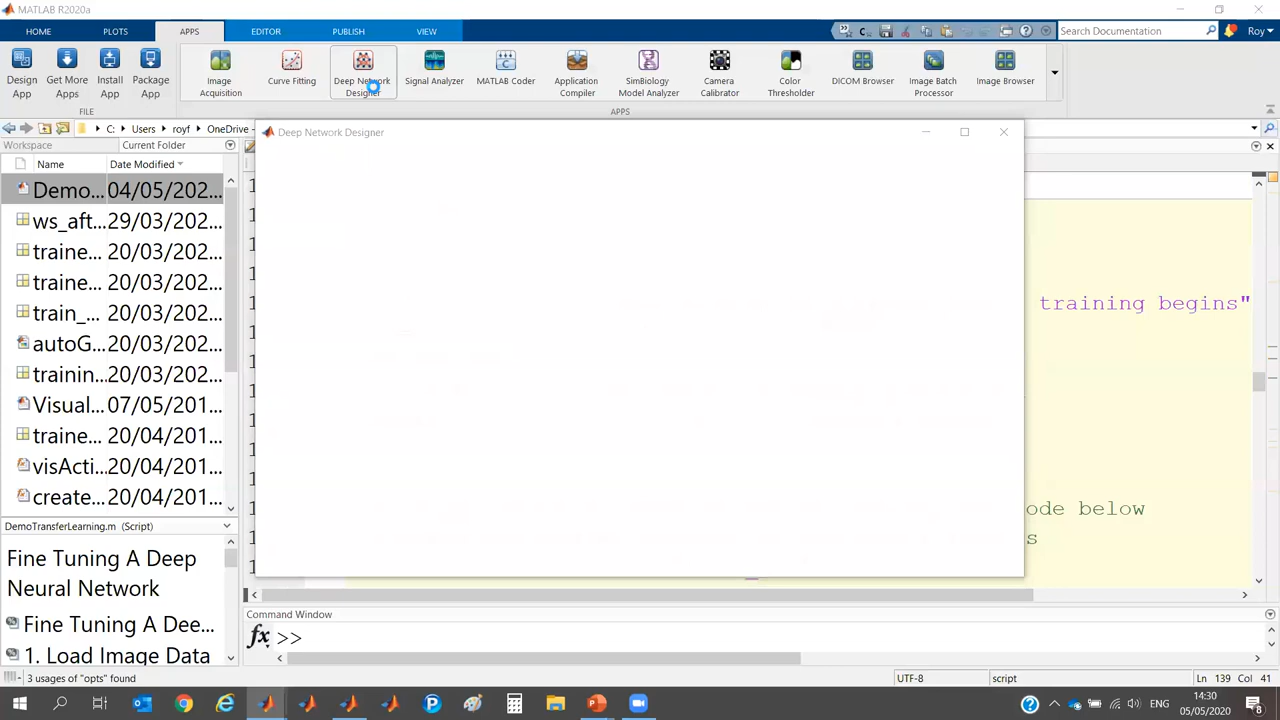 MATLAB R2020a
HOME PLOTS APPS EDITOR PUBLISH VIEW
Search Documentation
Roy
Design App
Get More Apps
Install App
Package App
Image Acquisition
Curve Fitting
Deep Network Designer
Signal Analyzer
MATLAB Coder
Application Compiler
SimBiology Model Analyzer
Camera Calibrator
Color Thresholder
DICOM Browser
Image Batch Processor
Image Browser
FILE
APPS
C: Users royf OneDrive -
Workspace
Current Folder
Name Date Modified
Demo... 04/05/202...
ws_aft... 29/03/202...
traine... 20/03/202...
traine... 20/03/202...
train_... 20/03/202...
autoG... 20/03/202...
trainin... 20/03/202...
Visual... 07/05/201...
traine... 20/04/201...
visActi... 20/04/201...
create... 20/04/201...
DemoTransferLearning.m (Script)
Fine Tuning A Deep
Neural Network
Fine Tuning A Dee...
1. Load Image Data
Deep Network Designer
training begins"
ode below
s
Command Window
fx >>
3 usages of "opts" found
UTF-8
script
Ln 139 Col 41
ENG
14:30
05/05/2020
8